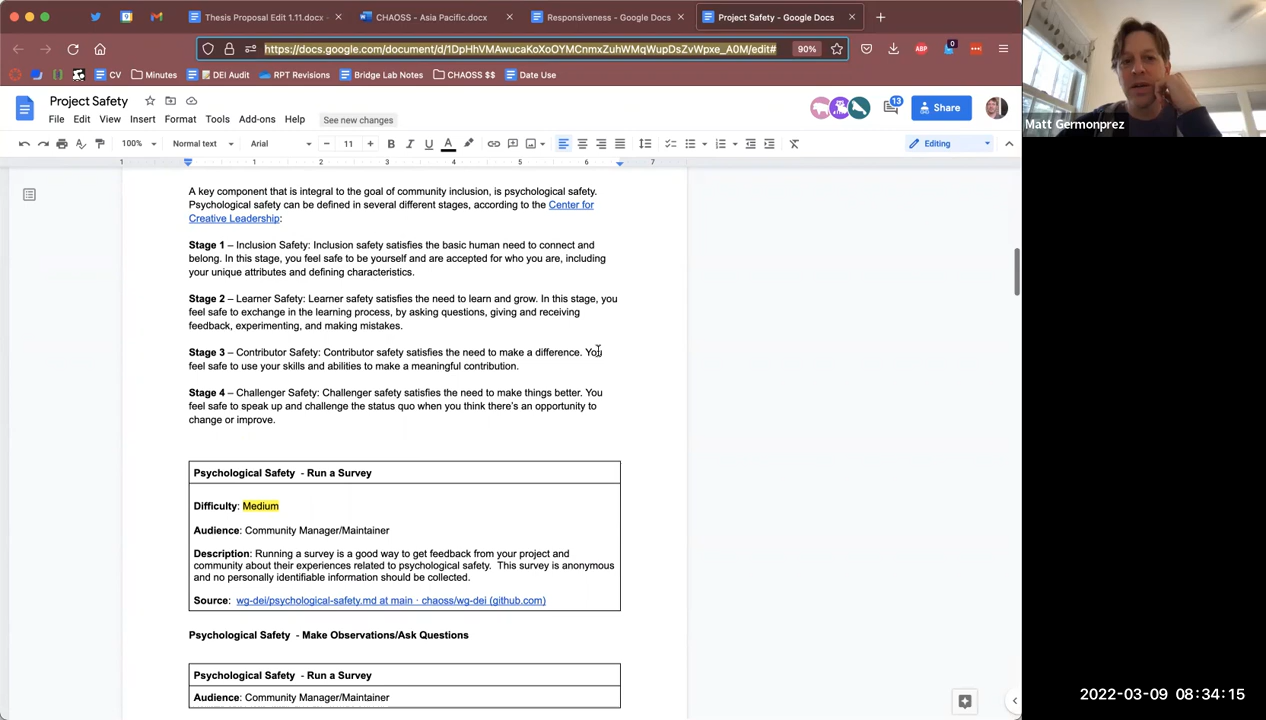 Thesis Proposal Edit 1.11.docx
CHAOSS - Asia Pacific.docx
Responsiveness - Google Docs
Project Safety - Google Docs
https://docs.google.com/document/d/1DpHhVMAwucaKoXoOYMCnmxZuhWMqWupDsZvWpxe_A0M/edit#
90%
ABP
0
CV
Minutes
DEI Audit
RPT Revisions
Bridge Lab Notes
CHAOSS $$
Date Use
Matt Germonprez
Project Safety
File Edit View Insert Format Tools Add-ons Help See new changes
13
Share
100% Normal text Arial 11 B I U A
Editing
1 1 2 3 4 5 6 7
A key component that is integral to the goal of community inclusion, is psychological safety.
Psychological safety can be defined in several different stages, according to the Center for
Creative Leadership:
Stage 1 – Inclusion Safety: Inclusion safety satisfies the basic human need to connect and
belong. In this stage, you feel safe to be yourself and are accepted for who you are, including
your unique attributes and defining characteristics.
Stage 2 – Learner Safety: Learner safety satisfies the need to learn and grow. In this stage, you
feel safe to exchange in the learning process, by asking questions, giving and receiving
feedback, experimenting, and making mistakes.
Stage 3 – Contributor Safety: Contributor safety satisfies the need to make a difference. You
feel safe to use your skills and abilities to make a meaningful contribution.
Stage 4 – Challenger Safety: Challenger safety satisfies the need to make things better. You
feel safe to speak up and challenge the status quo when you think there's an opportunity to
change or improve.
Psychological Safety - Run a Survey
Difficulty: Medium
Audience: Community Manager/Maintainer
Description: Running a survey is a good way to get feedback from your project and
community about their experiences related to psychological safety. This survey is anonymous
and no personally identifiable information should be collected.
Source: wg-dei/psychological-safety.md at main · chaoss/wg-dei (github.com)
Psychological Safety - Make Observations/Ask Questions
Psychological Safety - Run a Survey
Audience: Community Manager/Maintainer
2022-03-09 08:34:15